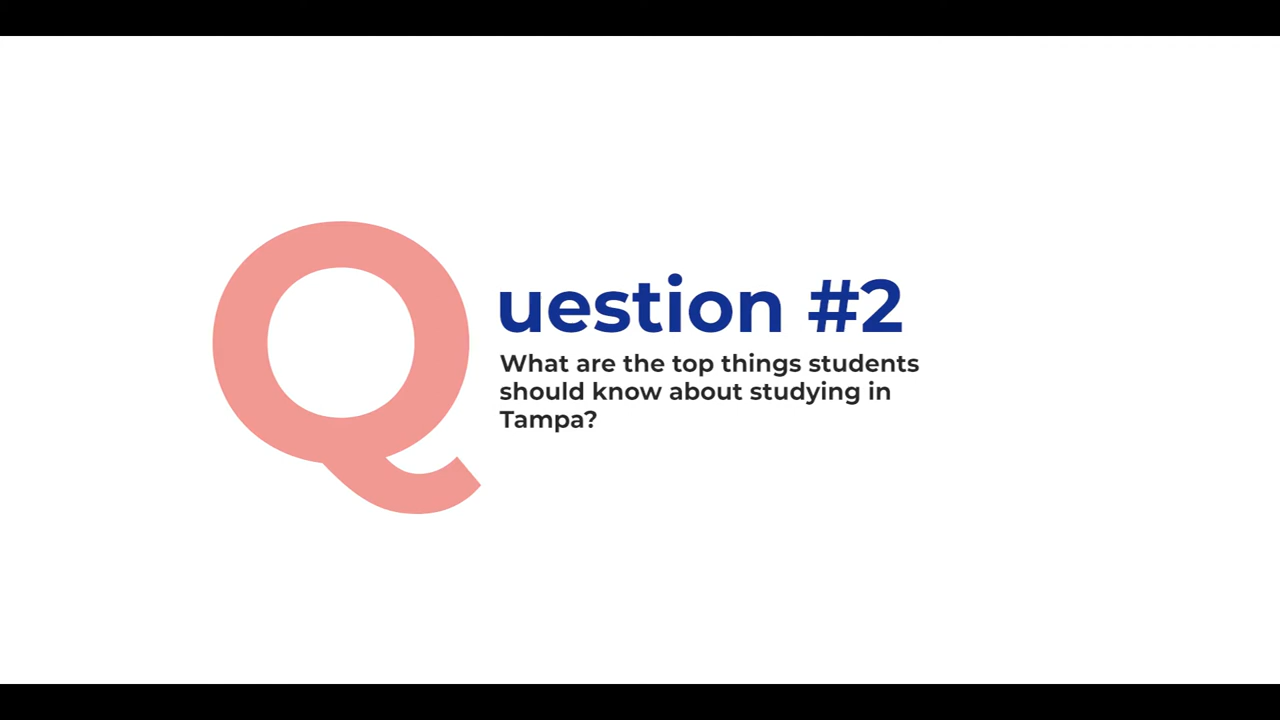 Question #2
What are the top things students
should know about studying in
Tampa?